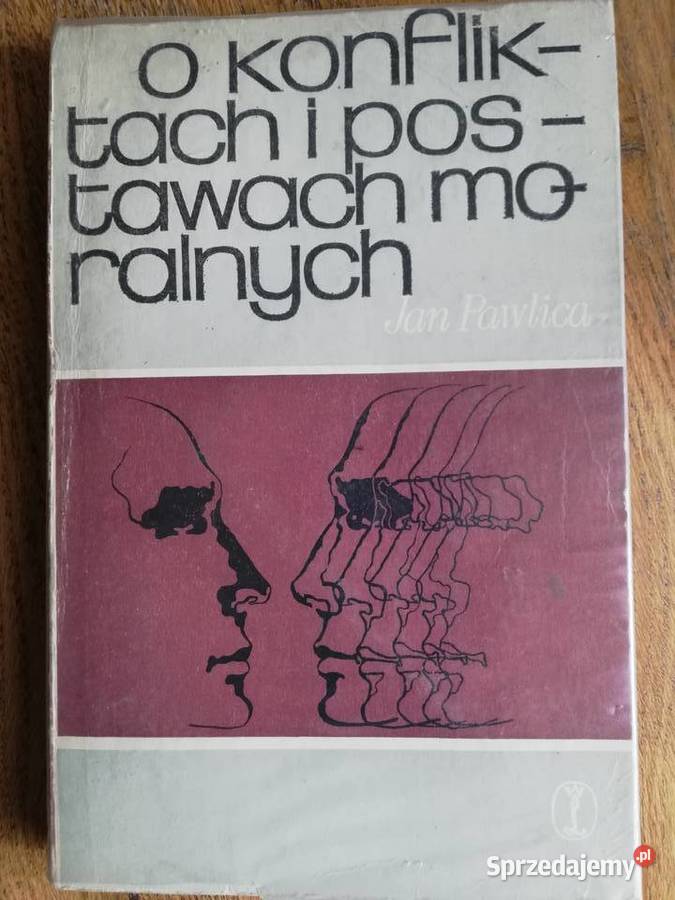 o konflik-
tach i pos-
tawach mo-
ralnych
Jan Pawlica
Sprzedajemy.pl